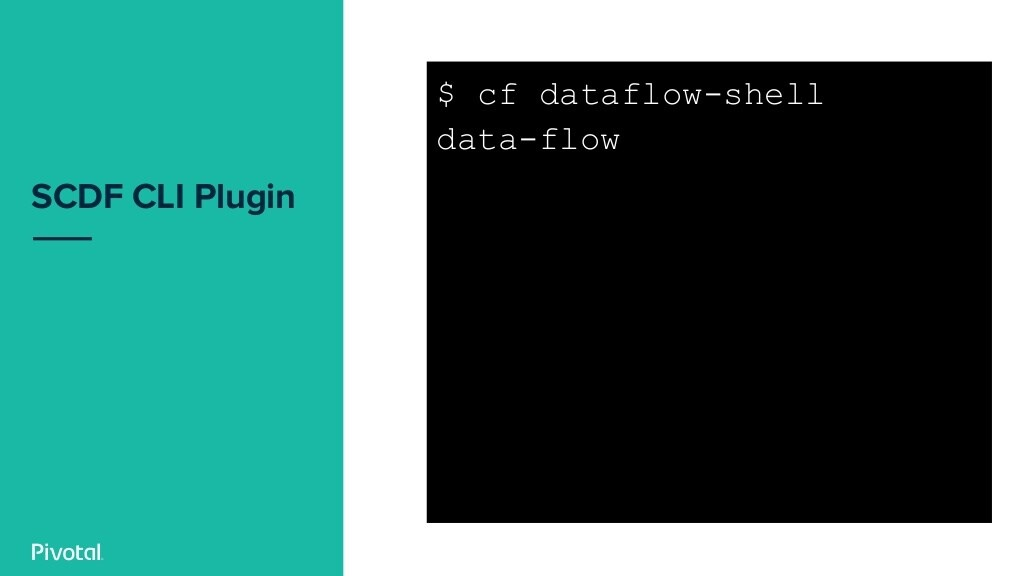 SCDF CLI Plugin
$ cf dataflow-shell
data-flow
Pivotal